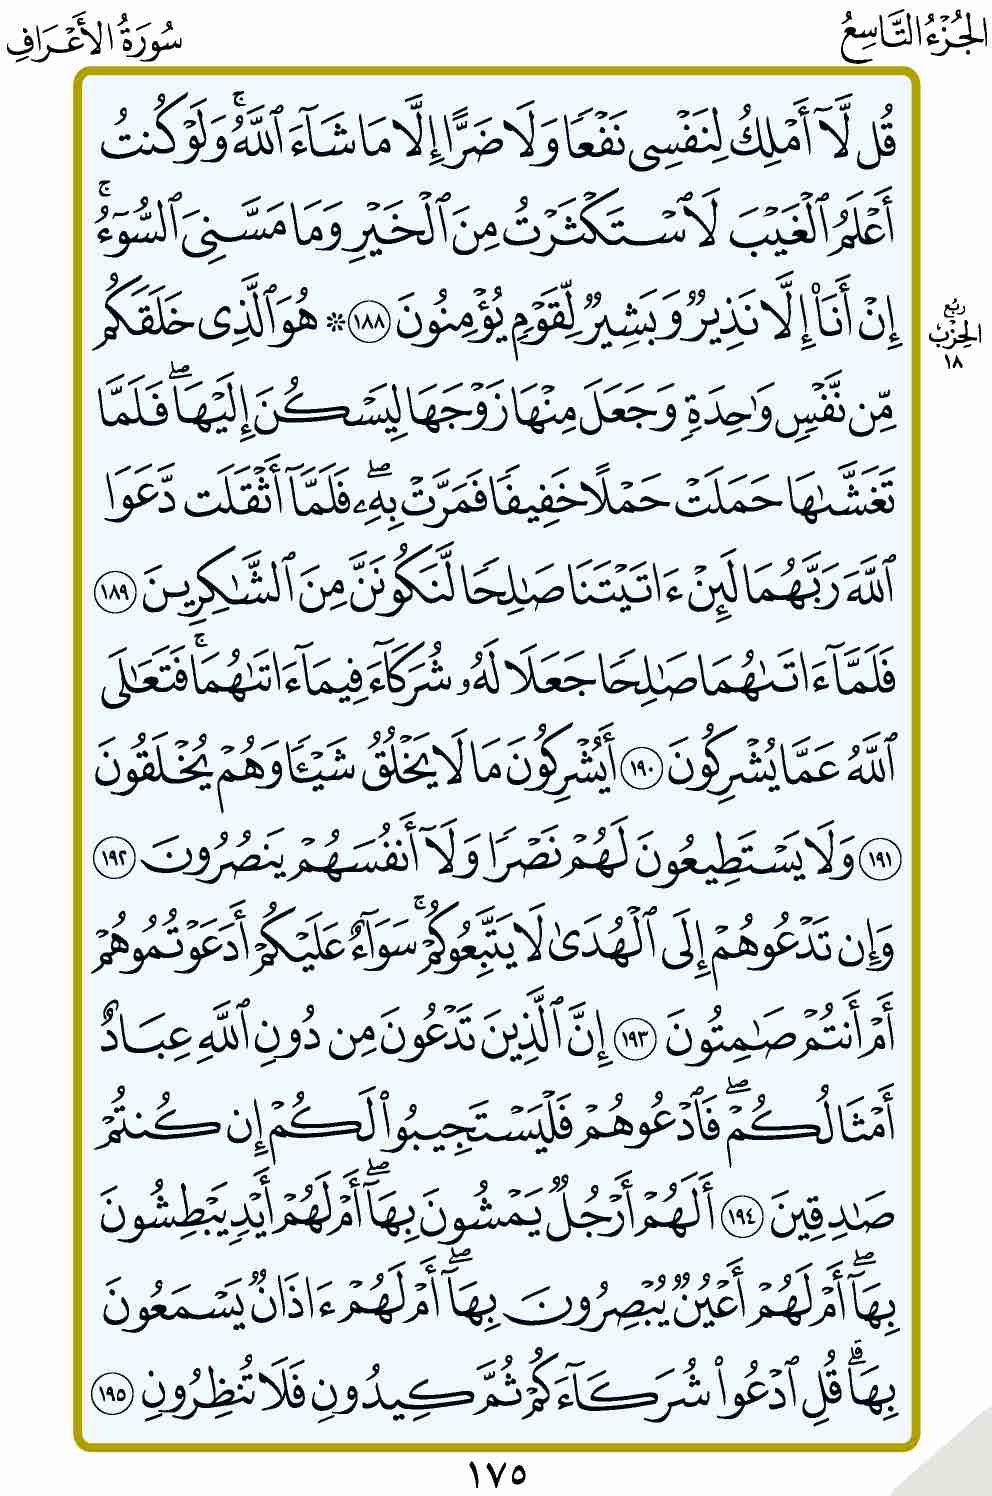 الجُزْءُ التَّاسِعُ
سُورَةُ الأَعْرَافِ
قُل لَّآ أَمْلِكُ لِنَفْسِى نَفْعًا وَلَا ضَرًّا إِلَّا مَا شَآءَ ٱللَّهُ ۚ وَلَوْ كُنتُ
أَعْلَمُ ٱلْغَيْبَ لَٱسْتَكْثَرْتُ مِنَ ٱلْخَيْرِ وَمَا مَسَّنِىَ ٱلسُّوٓءُ ۚ
إِنْ أَنَا۠ إِلَّا نَذِيرٌ وَبَشِيرٌ لِّقَوْمٍ يُؤْمِنُونَ ١٨٨ ۞ هُوَ ٱلَّذِى خَلَقَكُم
رُبُع
الحِزْبِ
١٨
مِّن نَّفْسٍ وَٰحِدَةٍ وَجَعَلَ مِنْهَا زَوْجَهَا لِيَسْكُنَ إِلَيْهَا ۖ فَلَمَّا
تَغَشَّىٰهَا حَمَلَتْ حَمْلًا خَفِيفًا فَمَرَّتْ بِهِۦ ۖ فَلَمَّآ أَثْقَلَت دَّعَوَا
ٱللَّهَ رَبَّهُمَا لَئِنْ ءَاتَيْتَنَا صَٰلِحًا لَّنَكُونَنَّ مِنَ ٱلشَّٰكِرِينَ ١٨٩
فَلَمَّآ ءَاتَىٰهُمَا صَٰلِحًا جَعَلَا لَهُۥ شُرَكَآءَ فِيمَآ ءَاتَىٰهُمَا ۚ فَتَعَٰلَى
ٱللَّهُ عَمَّا يُشْرِكُونَ ١٩٠ أَيُشْرِكُونَ مَا لَا يَخْلُقُ شَيْـًٔا وَهُمْ يُخْلَقُونَ
١٩١ وَلَا يَسْتَطِيعُونَ لَهُمْ نَصْرًا وَلَآ أَنفُسَهُمْ يَنصُرُونَ ١٩٢
وَإِن تَدْعُوهُمْ إِلَى ٱلْهُدَىٰ لَا يَتَّبِعُوكُمْ ۚ سَوَآءٌ عَلَيْكُمْ أَدَعَوْتُمُوهُمْ
أَمْ أَنتُمْ صَٰمِتُونَ ١٩٣ إِنَّ ٱلَّذِينَ تَدْعُونَ مِن دُونِ ٱللَّهِ عِبَادٌ
أَمْثَالُكُمْ ۖ فَٱدْعُوهُمْ فَلْيَسْتَجِيبُوا۟ لَكُمْ إِن كُنتُمْ
صَٰدِقِينَ ١٩٤ أَلَهُمْ أَرْجُلٌ يَمْشُونَ بِهَآ ۖ أَمْ لَهُمْ أَيْدٍ يَبْطِشُونَ
بِهَآ ۖ أَمْ لَهُمْ أَعْيُنٌ يُبْصِرُونَ بِهَآ ۖ أَمْ لَهُمْ ءَاذَانٌ يَسْمَعُونَ
بِهَا ۗ قُلِ ٱدْعُوا۟ شُرَكَآءَكُمْ ثُمَّ كِيدُونِ فَلَا تُنظِرُونِ ١٩٥
١٧٥